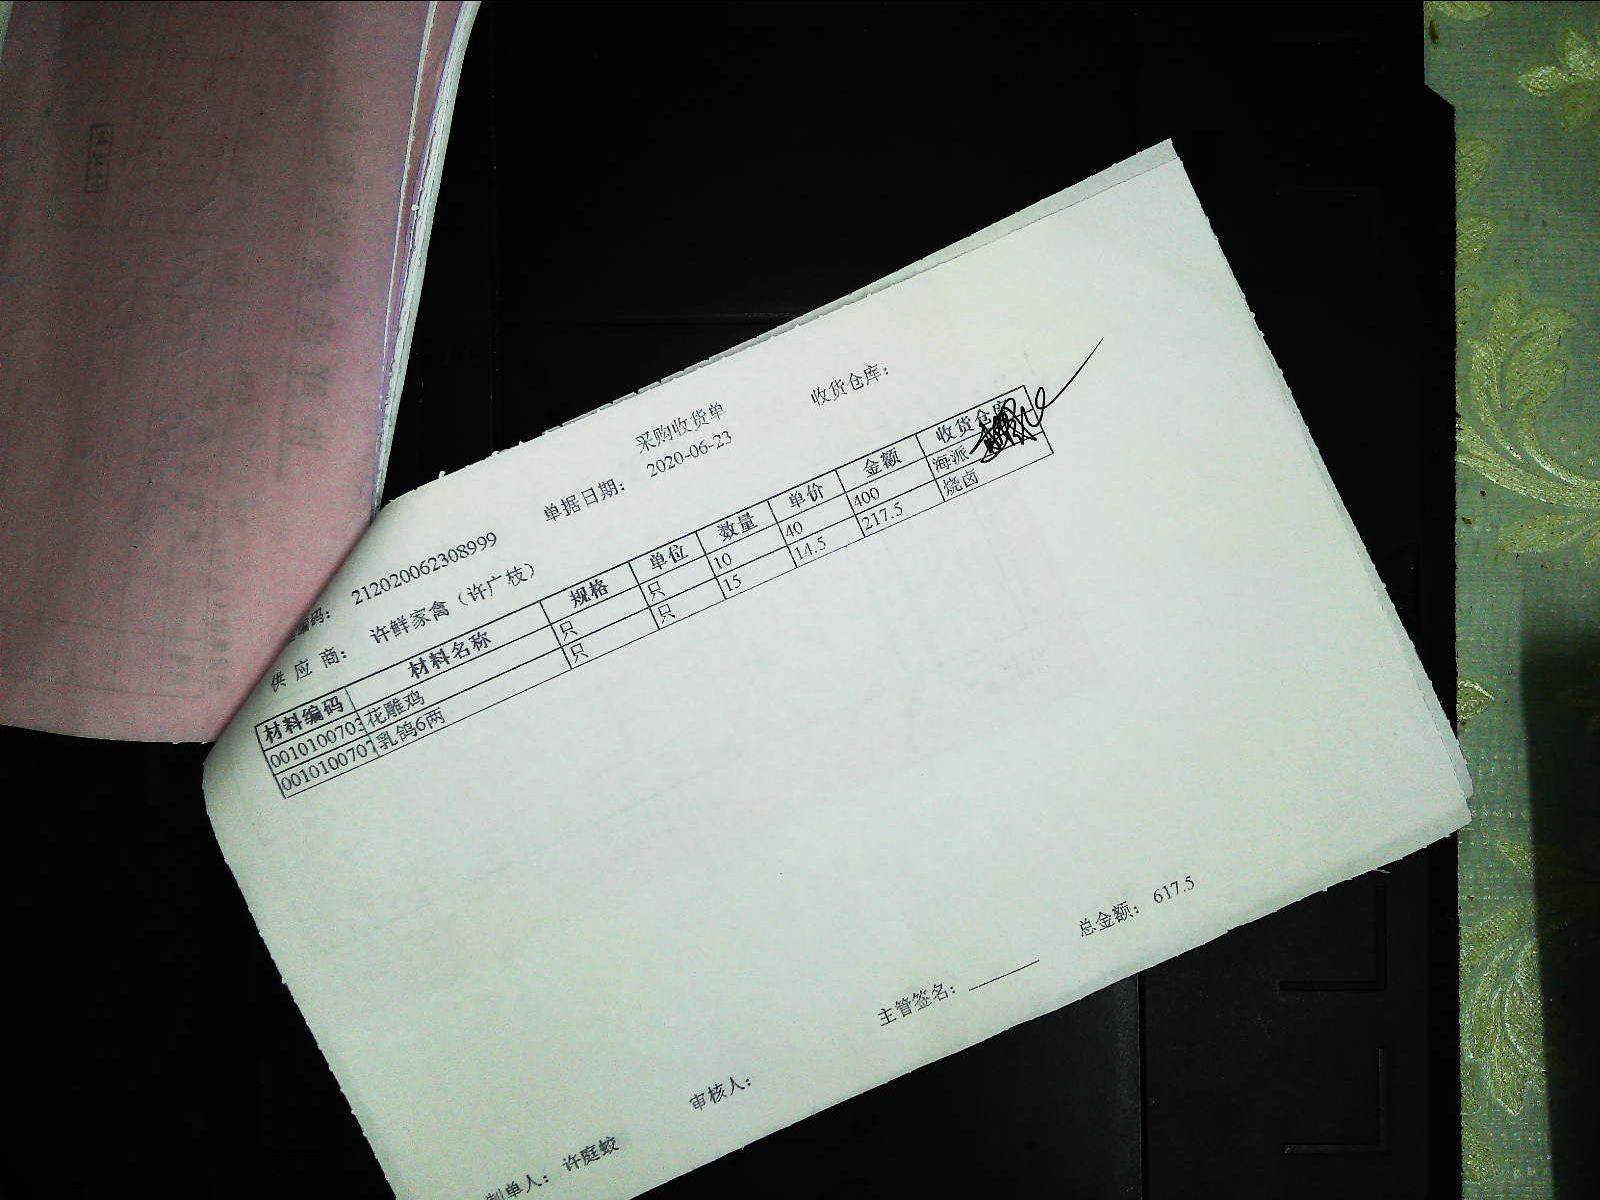 采购收货单
编码： 212020062308999 单据日期： 2020-06-23 收货仓库：
供 应 商： 许鲜家禽（许广枝）
材料编码 材料名称 规格 单位 数量 单价 金额 收货仓库
0010100703 花雕鸡 只 只 10 40 400 海派
0010100707 乳鸽6两 只 只 15 14.5 217.5 烧卤
总金额： 617.5
制单人： 许庭蛟 审核人： 主管签名：